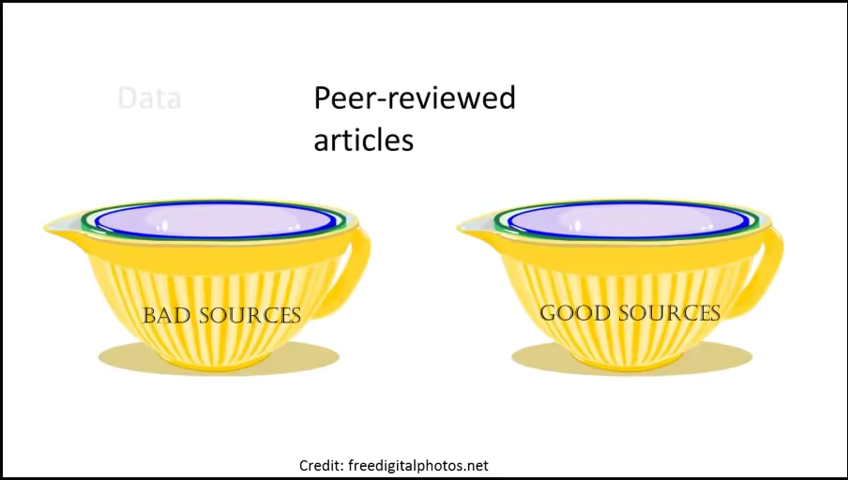 Data
Peer-reviewed
articles
BAD SOURCES
GOOD SOURCES
Credit: freedigitalphotos.net